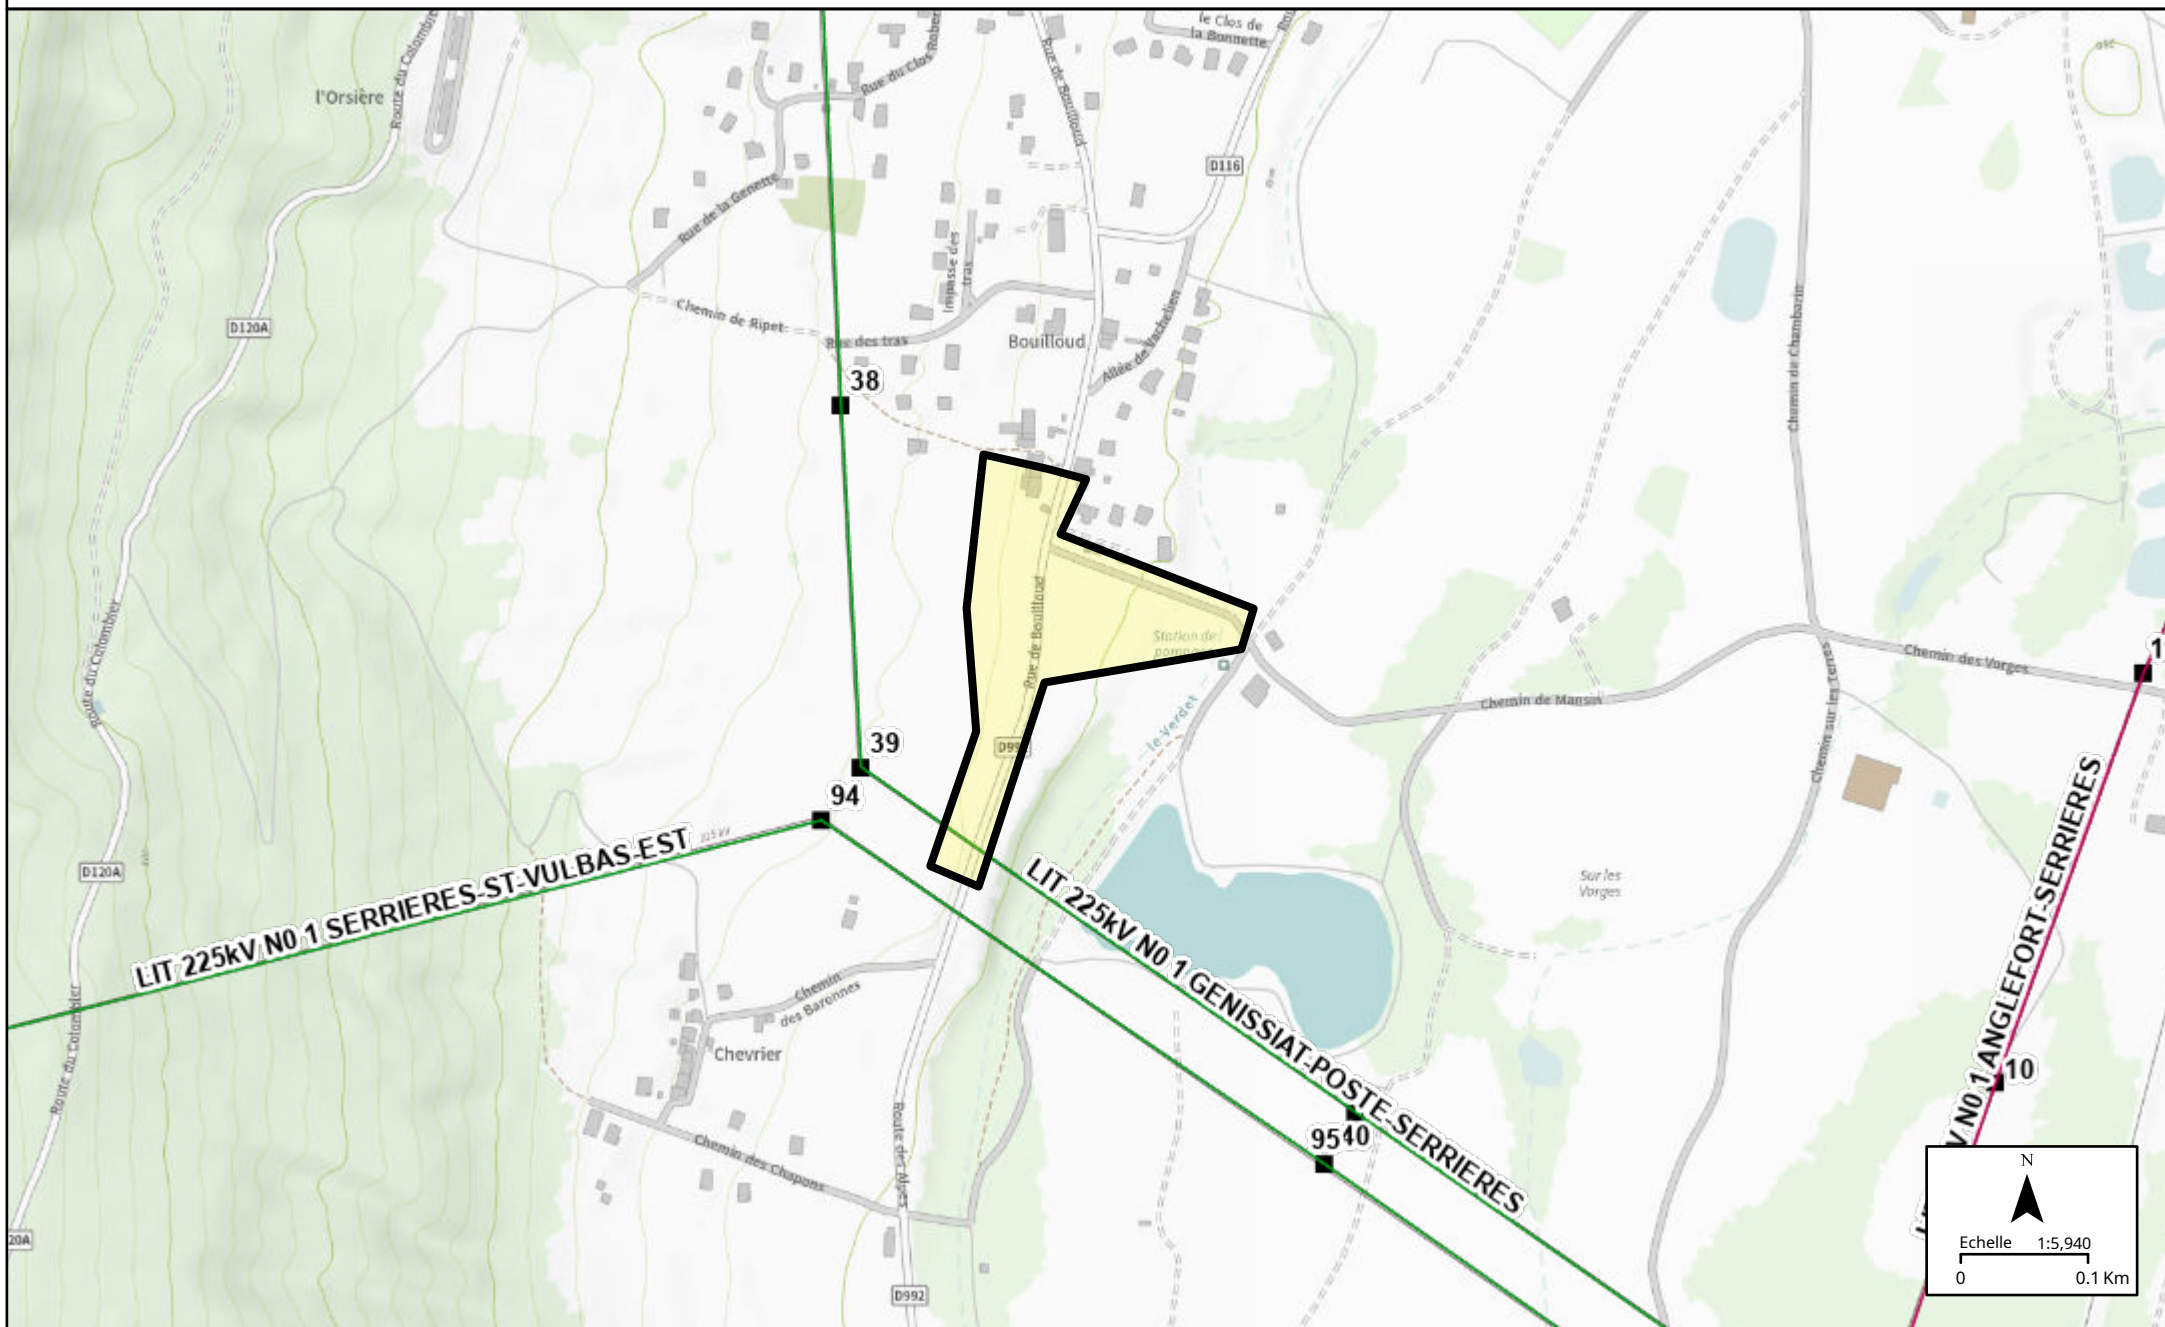 le Clos de
la Bonnette
Route du Colombier
l'Orsière
Rue du Clos
Rue de Bouilloud
D116
Rue de la Genette
Impasse des
tras
D120A
Chemin de Ripet
Rue des tras
Bouilloud
Allée de Vachelien
Chemin de Chambarin
38
Rue de Bouilloud
Station de
Route du Colombier
Chemin des Vorges
Chemin de Mansin
Chemin sur les Terres
le Verdet
39
94
225 kV
LIT 225kV N0 1 SERRIERES-ST-VULBAS-EST
D120A
LIT 225kV N0 1 GENISSIAT-POSTE-SERRIERES
Sur les
Vorges
V N0 1 ANGLEFORT-SERRIERES
Chemin
des Baronnes
Chevrier
Route du Colombier
10
95
40
Chemin des Chapons
Route des Alpes
20A
D992
N
Echelle 1:5,940
0 0.1 Km